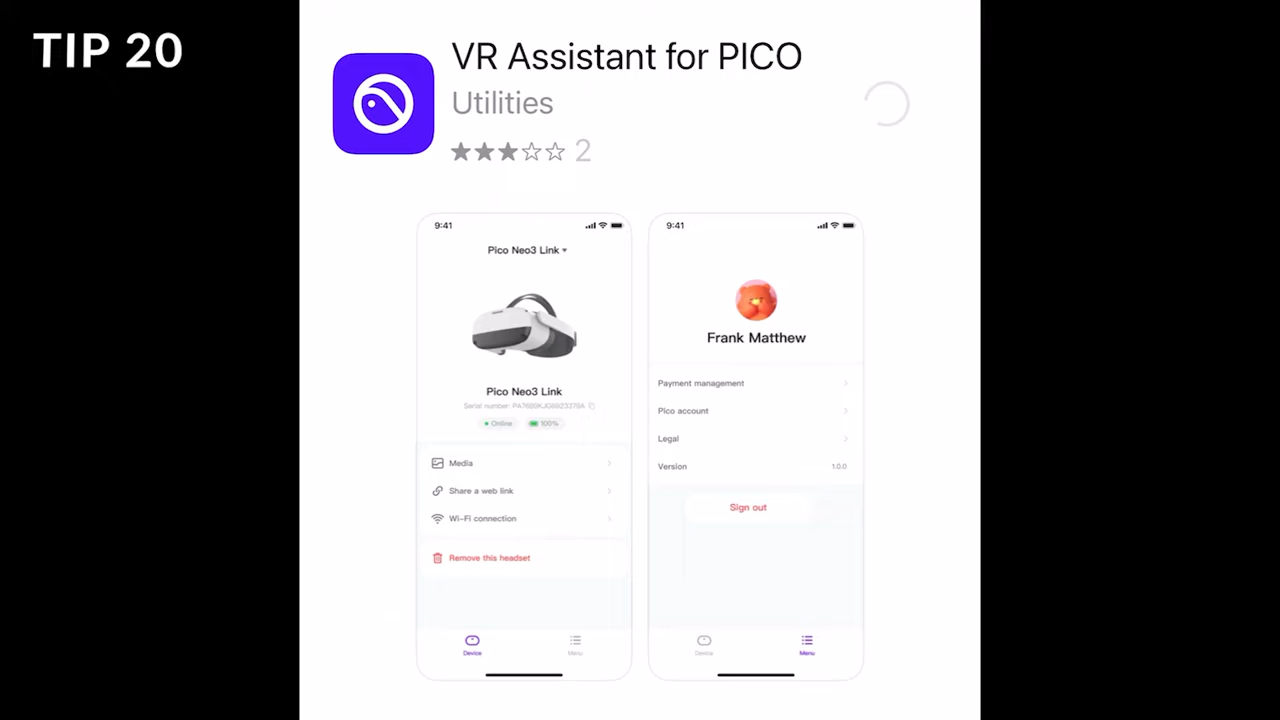 TIP 20
VR Assistant for PICO
Utilities
2
9:41
Pico Neo3 Link
Pico Neo3 Link
Serial number:
Online 100%
Media
Share a web link
Wi-Fi connection
Remove this headset
Device Menu
9:41
Frank Matthew
Payment management
Pico account
Legal
Version 1.0.0
Sign out
Device Menu